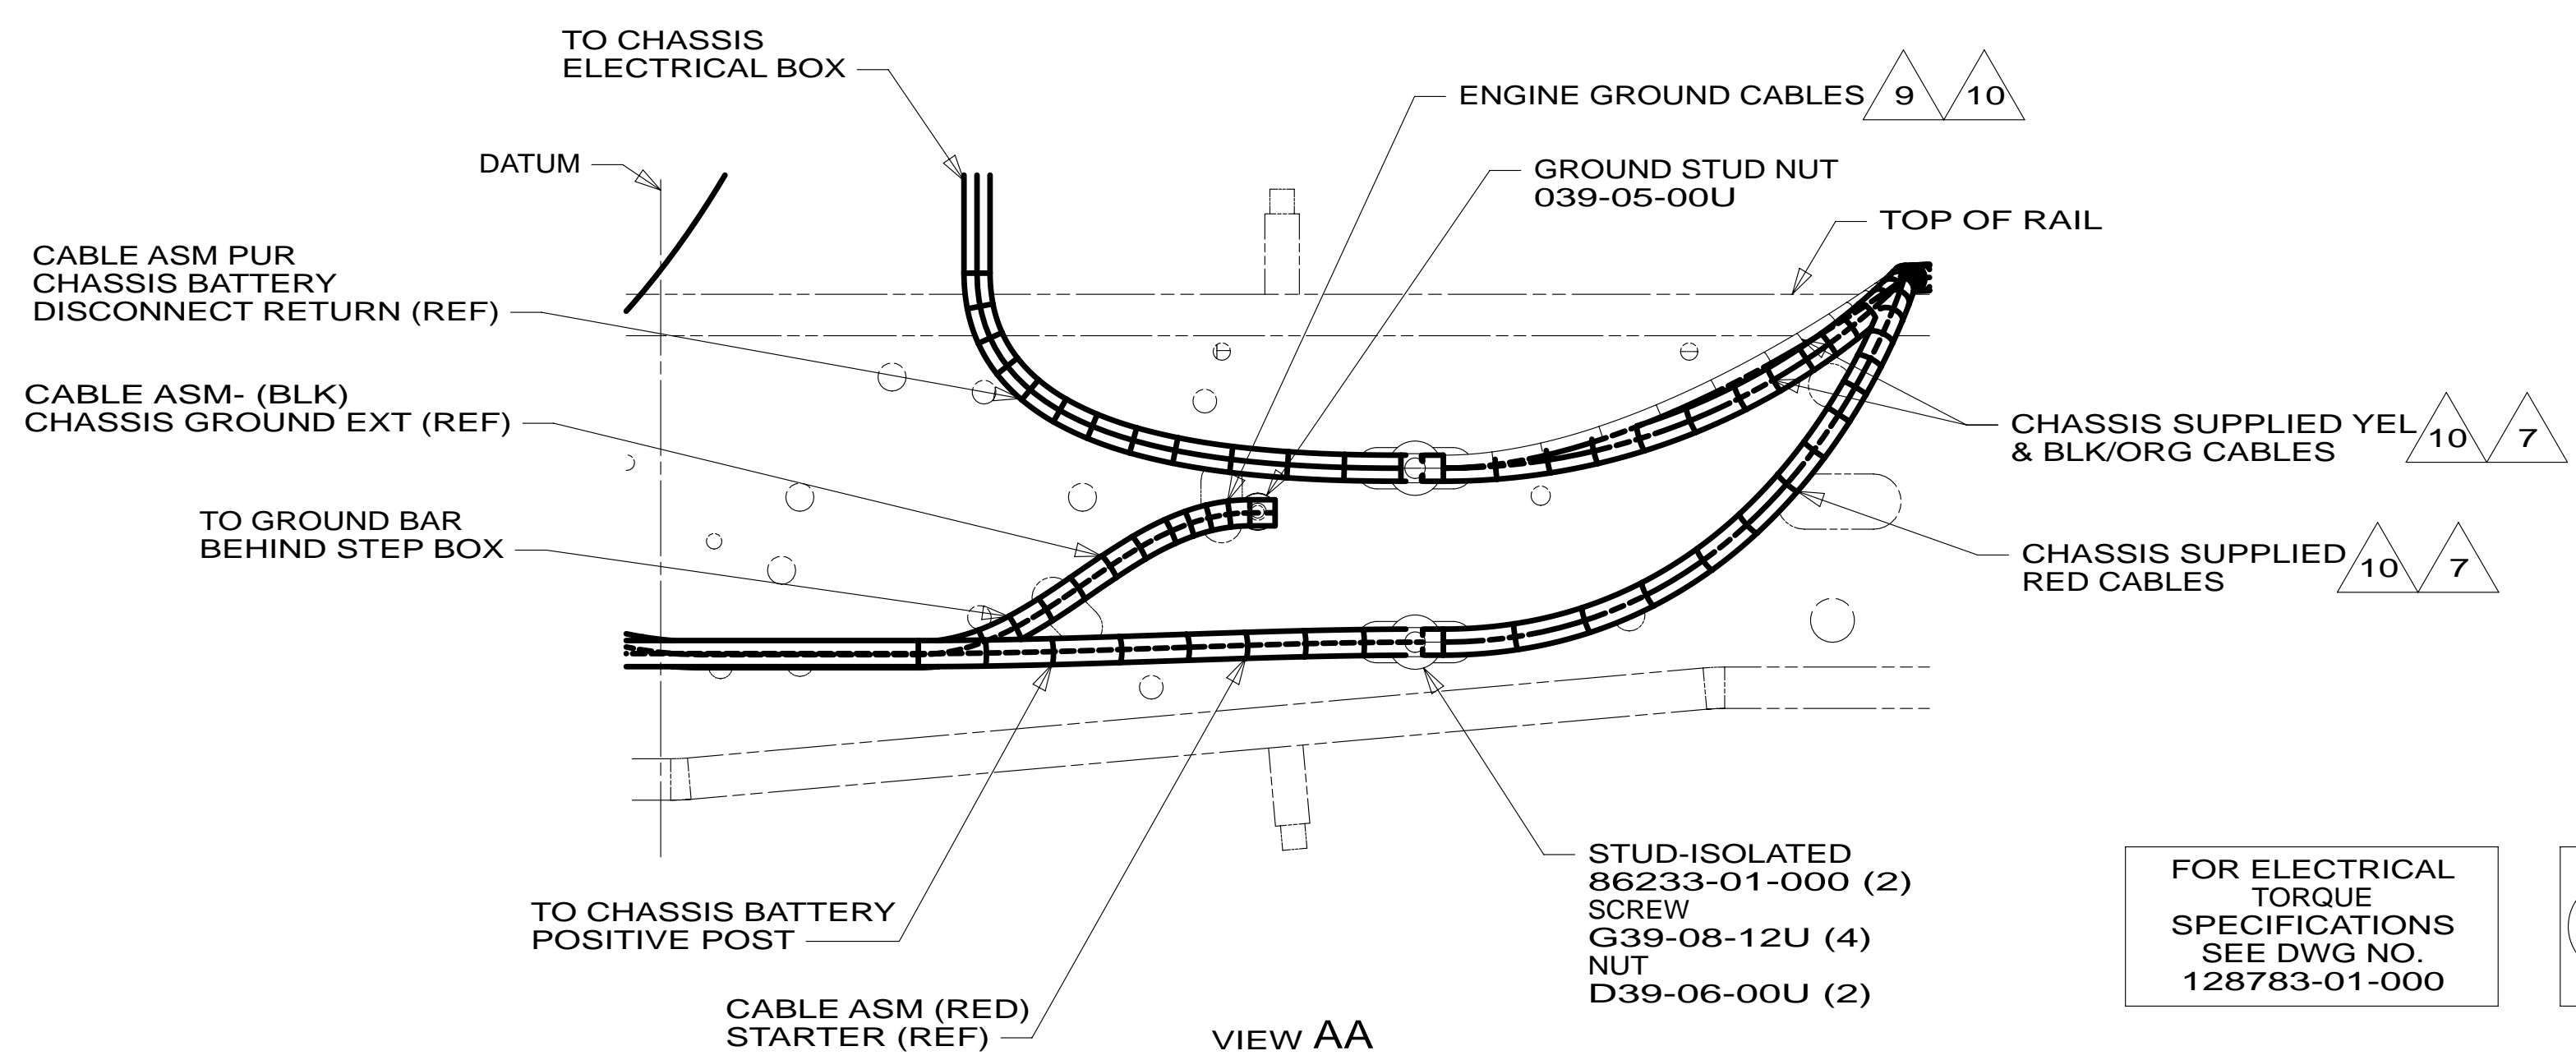 TO CHASSIS
ELECTRICAL BOX
ENGINE GROUND CABLES 9 10
DATUM
GROUND STUD NUT
039-05-00U
TOP OF RAIL
CABLE ASM PUR
CHASSIS BATTERY
DISCONNECT RETURN (REF)
CABLE ASM- (BLK)
CHASSIS GROUND EXT (REF)
CHASSIS SUPPLIED YEL 10 7
& BLK/ORG CABLES
TO GROUND BAR
BEHIND STEP BOX
CHASSIS SUPPLIED 10 7
RED CABLES
STUD-ISOLATED
86233-01-000 (2)
SCREW
G39-08-12U (4)
NUT
D39-06-00U (2)
TO CHASSIS BATTERY
POSITIVE POST
CABLE ASM (RED)
STARTER (REF)
VIEW AA
FOR ELECTRICAL
TORQUE
SPECIFICATIONS
SEE DWG NO.
128783-01-000